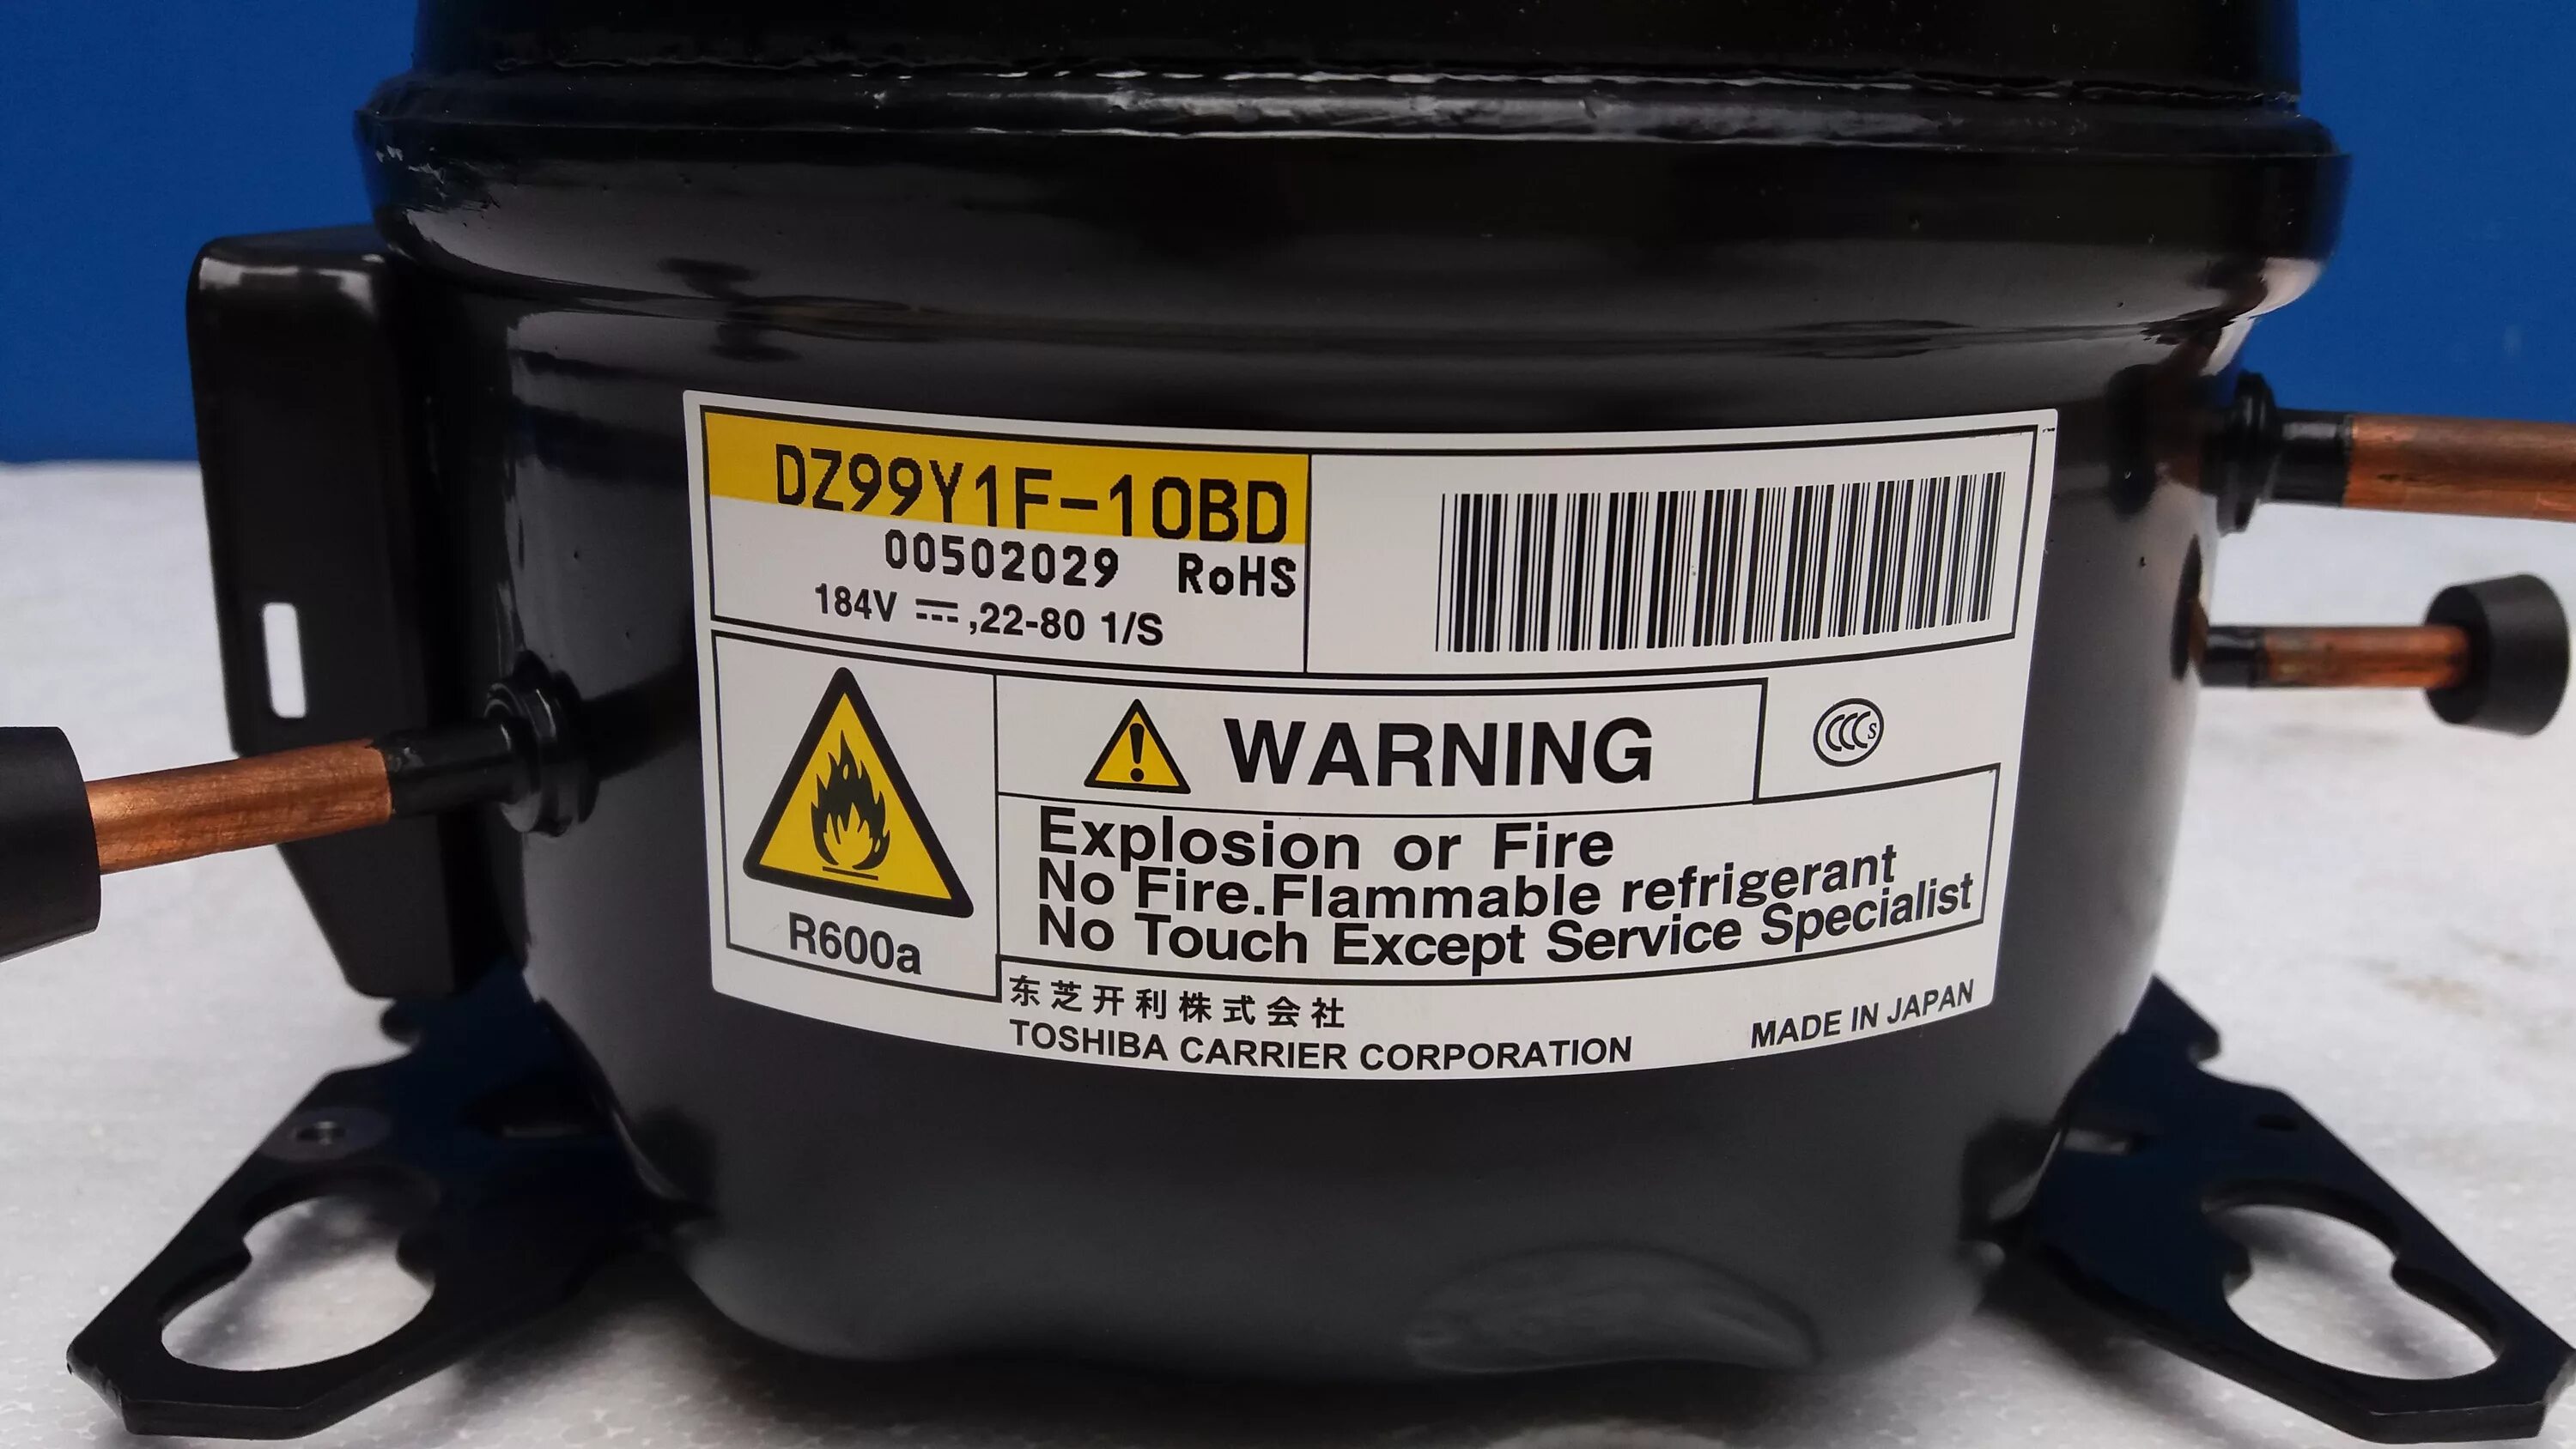 DZ99Y1F-10BD
00502029 RoHS
184V ⎓,22-80 1/S
WARNING
CCC S
Explosion or Fire
No Fire.Flammable refrigerant
No Touch Except Service Specialist
R600a
东芝开利株式会社
TOSHIBA CARRIER CORPORATION
MADE IN JAPAN